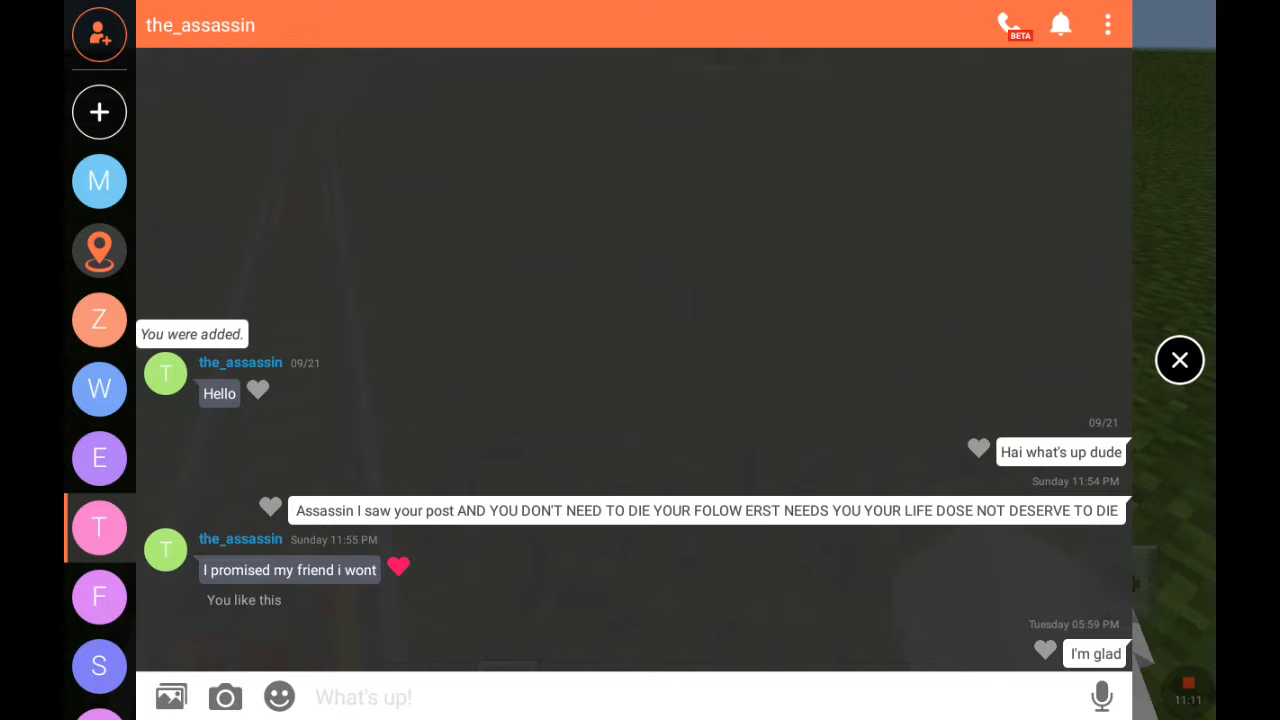 the_assassin
BETA
M
Z
W
E
T
F
S
You were added.
T
the_assassin 09/21
Hello
09/21
Hai what's up dude
Sunday 11:54 PM
Assassin I saw your post AND YOU DON'T NEED TO DIE YOUR FOLOW ERST NEEDS YOU YOUR LIFE DOSE NOT DESERVE TO DIE
T
the_assassin Sunday 11:55 PM
I promised my friend i wont
You like this
Tuesday 05:59 PM
I'm glad
What's up!
11:11